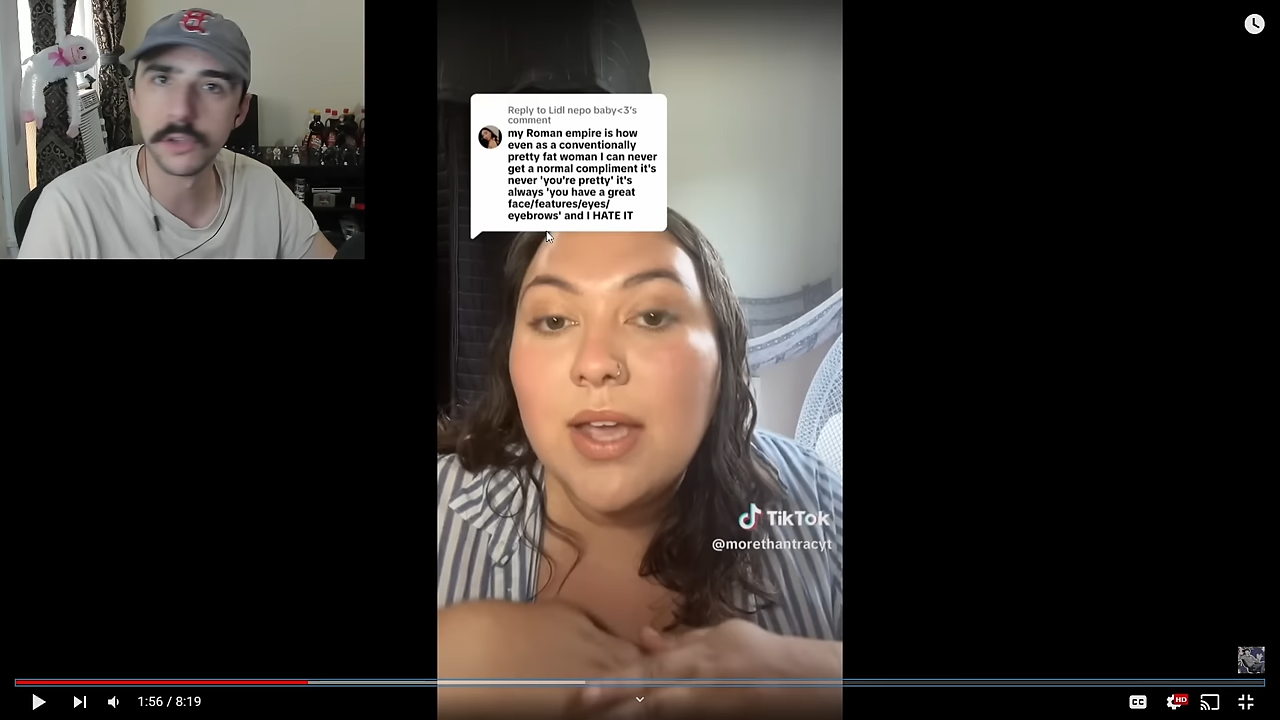 B
Reply to Lidl nepo baby<3's
comment
my Roman empire is how
even as a conventionally
pretty fat woman I can never
get a normal compliment it's
never 'you're pretty' it's
always 'you have a great
face/features/eyes/
eyebrows' and I HATE IT
TikTok
@morethantracyt
1:56 / 8:19
CC
HD